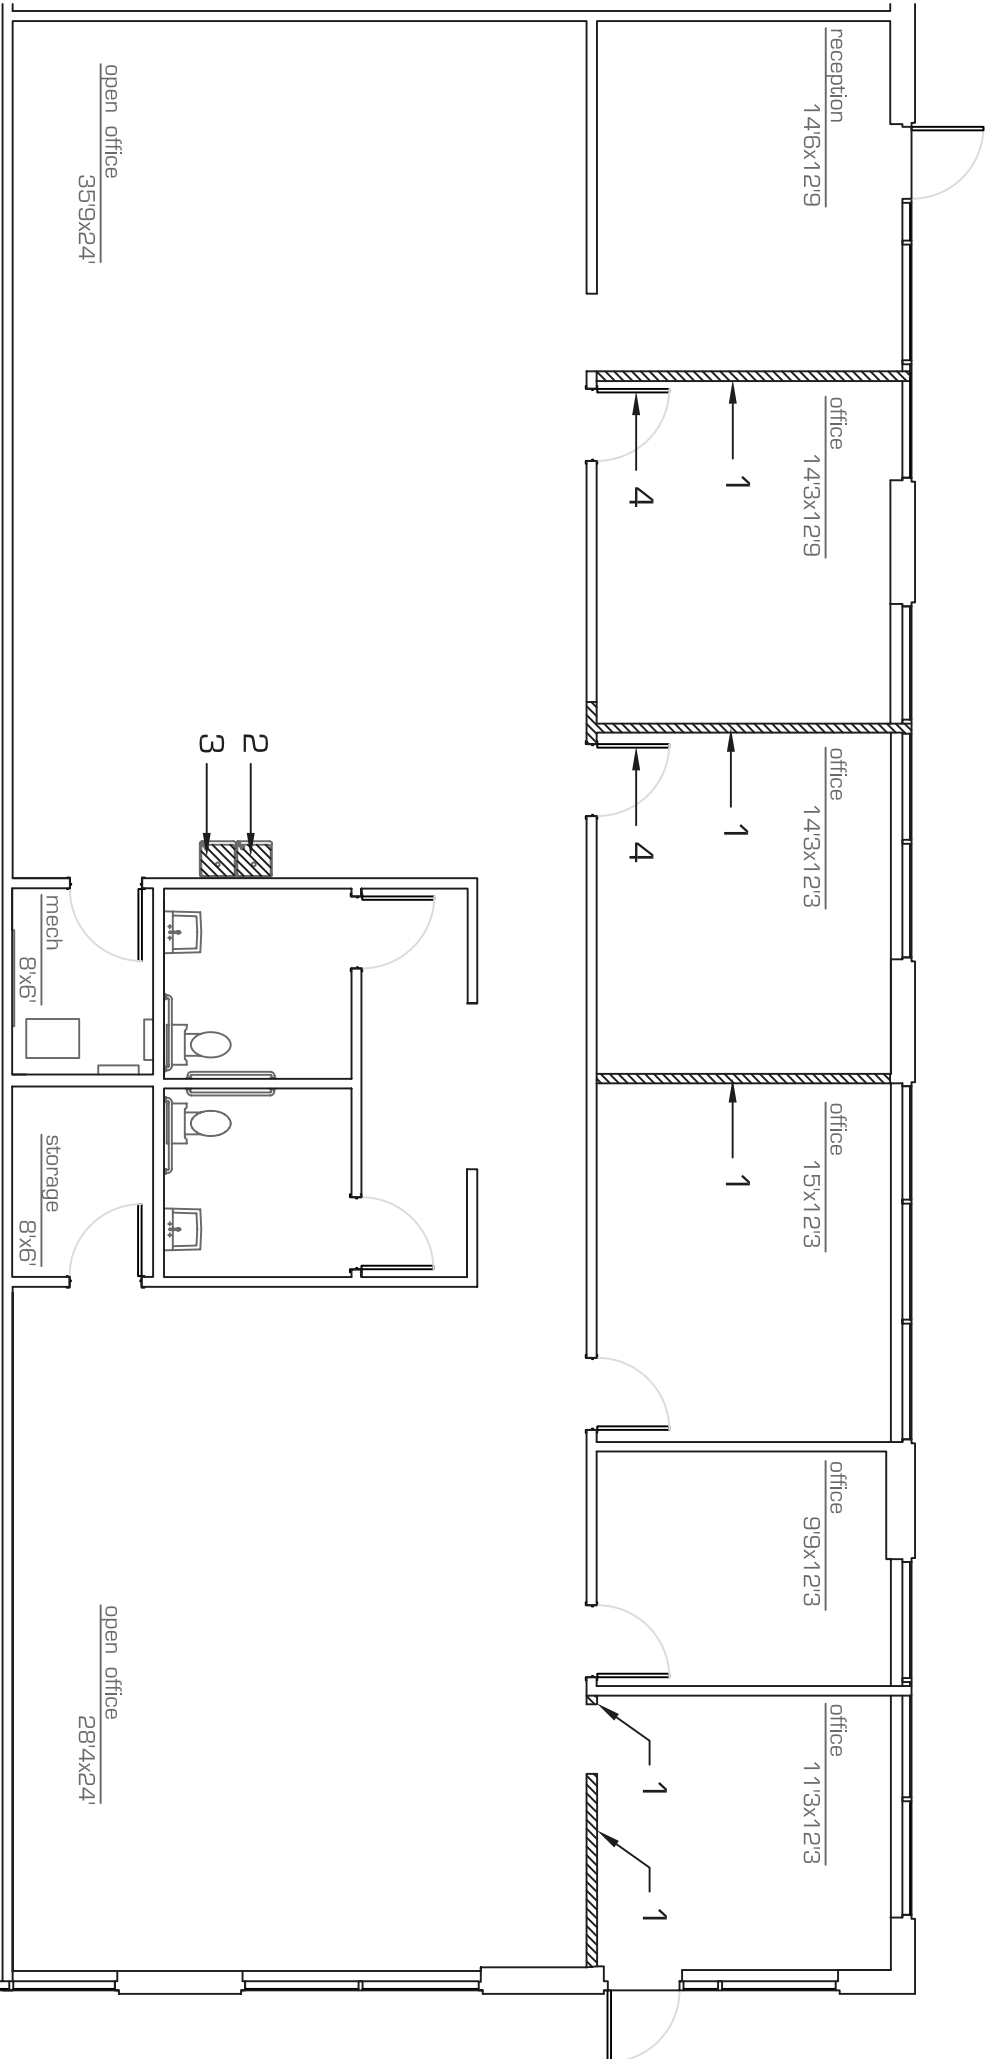 reception
14'6x12'9
office
14'3x12'9
1
4
office
14'3x12'3
1
4
office
15'x12'3
1
office
9'9x12'3
office
11'3x12'3
1
1
open office
35'9x24'
2
3
mech
8'x6'
storage
8'x6'
open office
28'4x24'